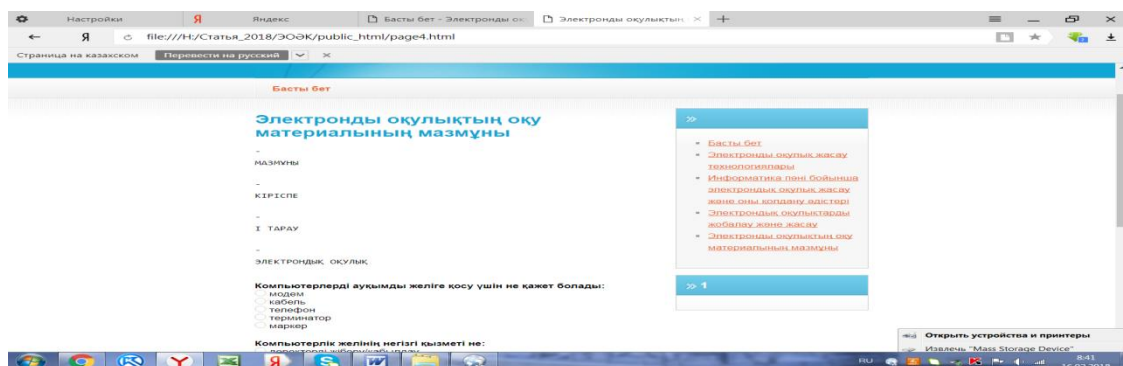 Настройки
Яндекс
Басты бет - Электронды оқ
Электронды оқулықтың
file:///H:/Статья_2018/ЭОӘК/public_html/page4.html
Страница на казахском
Перевести на русский
Басты бет
Электронды оқулықтың оқу
материалының мазмұны
-
МАЗМҰНЫ
-
КІРІСПЕ
-
I ТАРАУ
-
ЭЛЕКТРОНДЫҚ ОҚУЛЫҚ
Компьютерлерді ауқымды желіге қосу үшін не қажет болады:
модем
кабель
телефон
терминатор
маркер
Компьютерлік желінің негізгі қызметі не:
»
Басты бет
Электронды оқулық жасау
технологиялары
Информатика пәні бойынша
электрондық оқулық жасау
және оны қолдану әдістері
Электрондық оқулықтарды
жобалау және жасау
Электронды оқулықтың оқу
материалының мазмұны
» 1
Открыть устройства и принтеры
Извлечь "Mass Storage Device"
RU
8:41